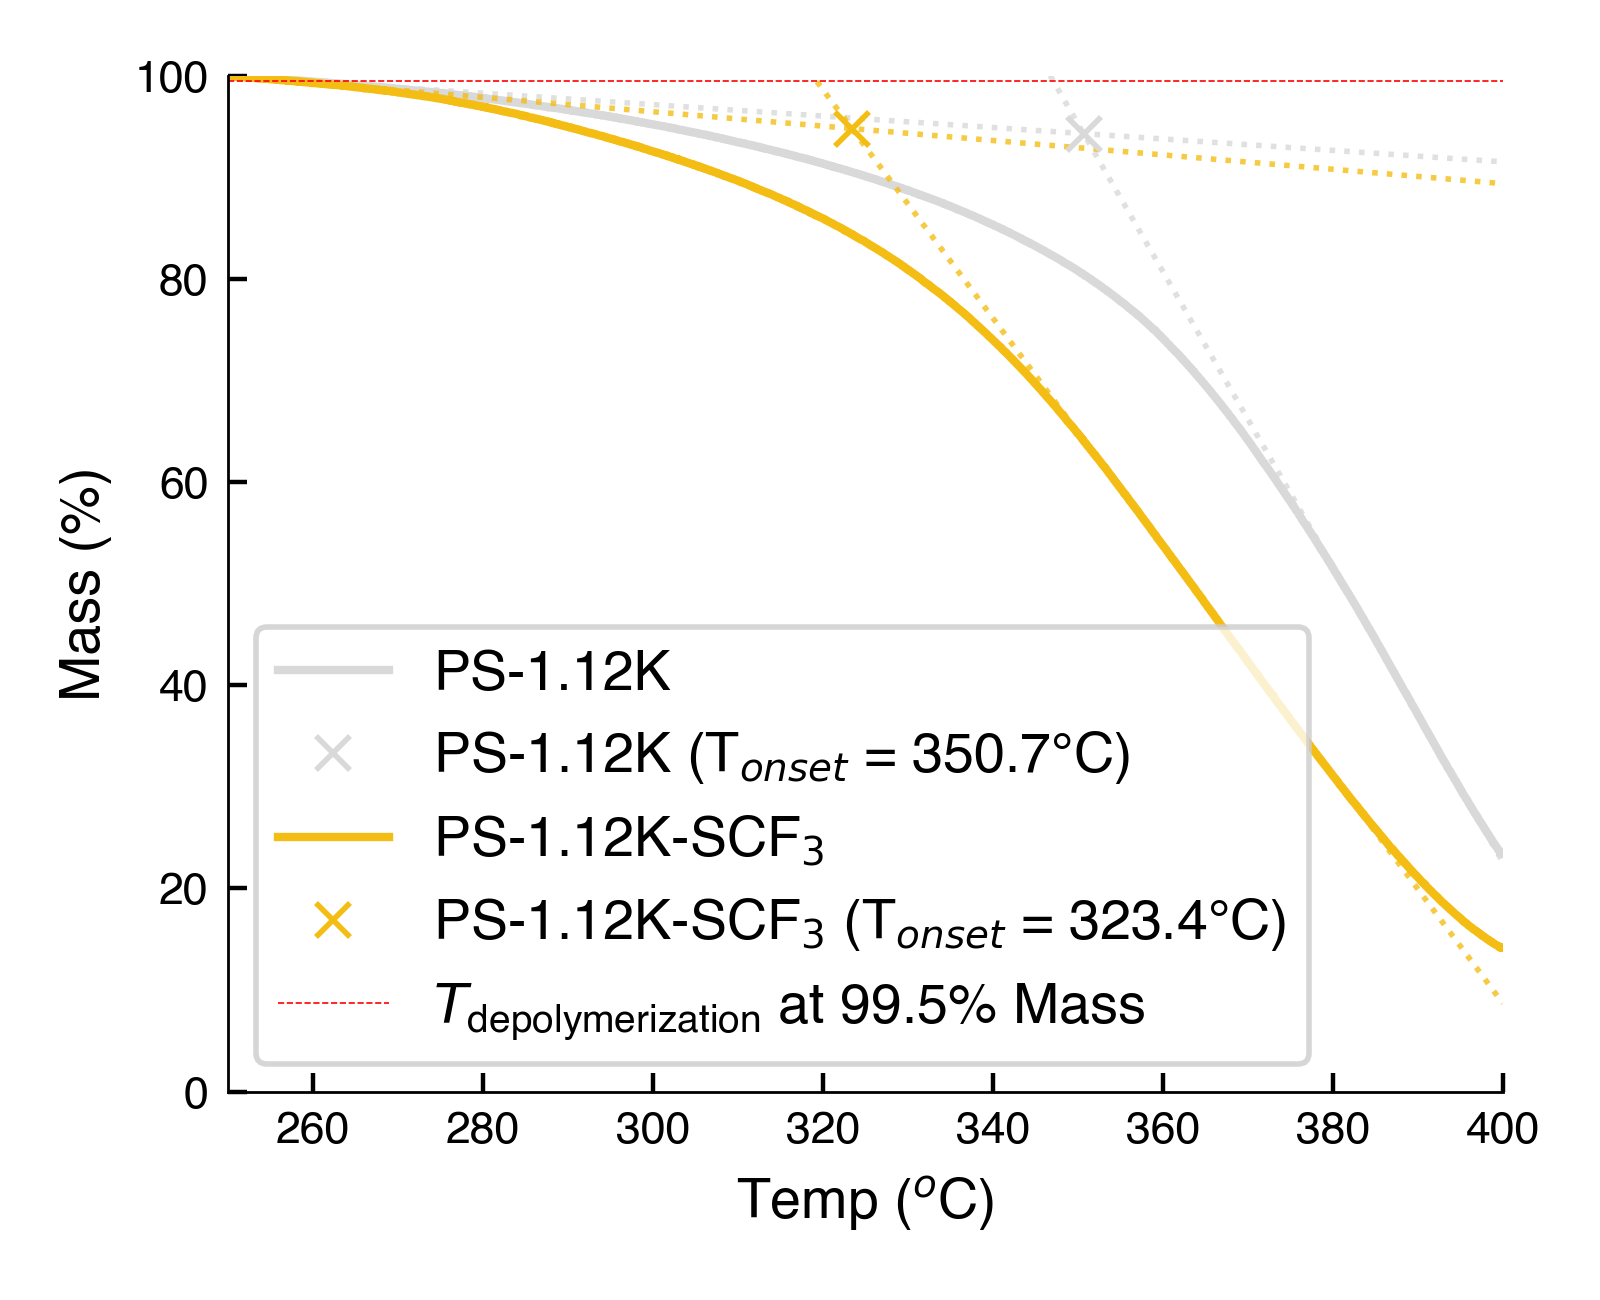 100
80
60
40
20
0
Mass (%)
PS-1.12K
PS-1.12K (Tonset = 350.7°C)
PS-1.12K-SCF3
PS-1.12K-SCF3 (Tonset = 323.4°C)
Tdepolymerization at 99.5% Mass
260 280 300 320 340 360 380 400
Temp (°C)